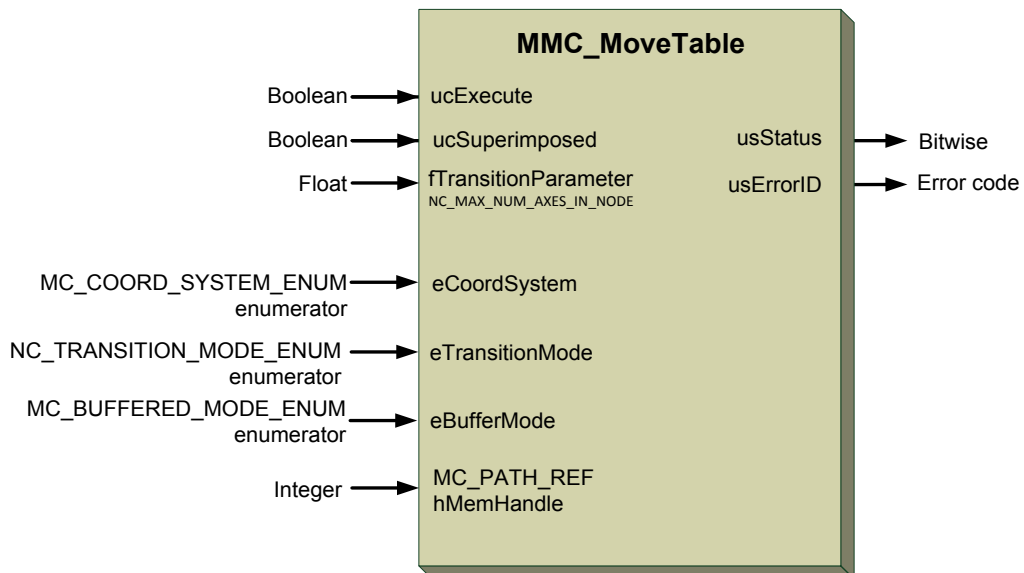 MMC_MoveTable
Boolean
ucExecute
Boolean
ucSuperimposed
usStatus
Bitwise
Float
fTransitionParameter
NC_MAX_NUM_AXES_IN_NODE
usErrorID
Error code
MC_COORD_SYSTEM_ENUM
enumerator
eCoordSystem
NC_TRANSITION_MODE_ENUM
enumerator
eTransitionMode
MC_BUFFERED_MODE_ENUM
enumerator
eBufferMode
Integer
MC_PATH_REF
hMemHandle